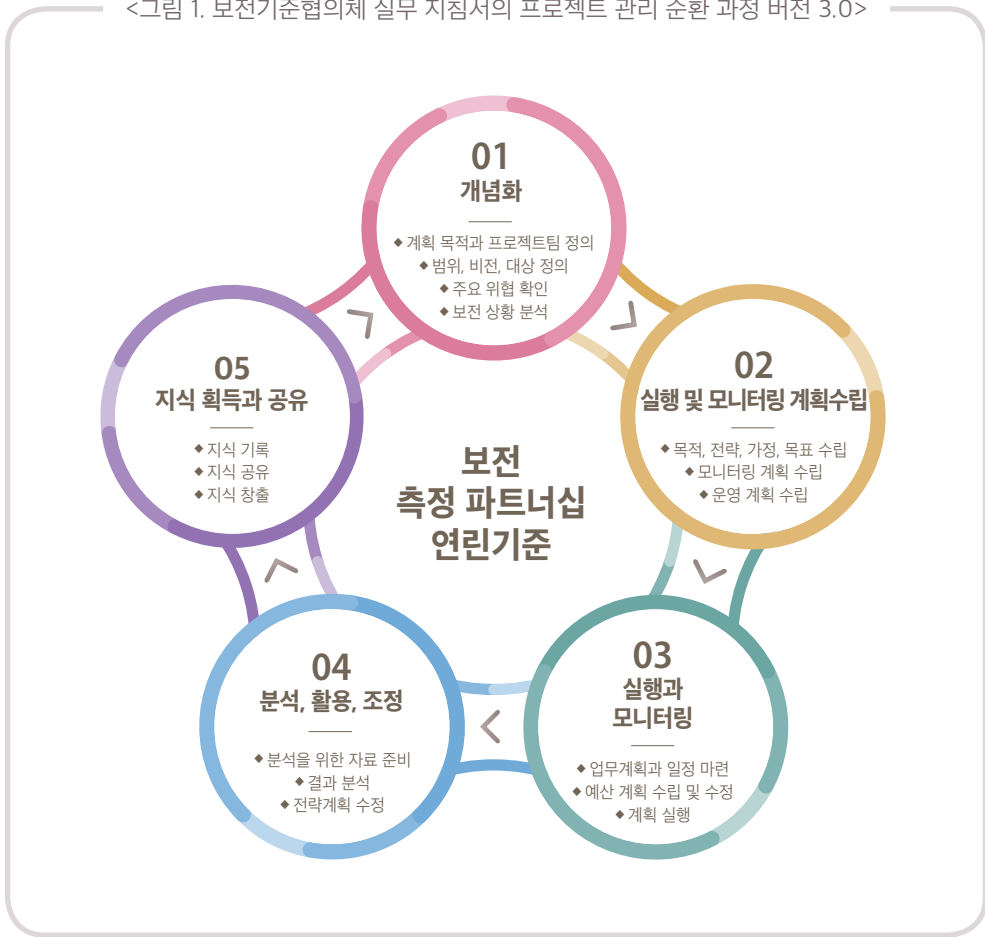 <그림 1. 보전기준협의체 실무 지침서의 프로젝트 관리 순환 과정 버전 3.0>
01
개념화
◆ 계획 목적과 프로젝트팀 정의
◆ 범위, 비전, 대상 정의
◆ 주요 위협 확인
◆ 보전 상황 분석
02
실행 및 모니터링 계획수립
◆ 목적, 전략, 가정, 목표 수립
◆ 모니터링 계획 수립
◆ 운영 계획 수립
03
실행과
모니터링
◆ 업무계획과 일정 마련
◆ 예산 계획 수립 및 수정
◆ 계획 실행
04
분석, 활용, 조정
◆ 분석을 위한 자료 준비
◆ 결과 분석
◆ 전략계획 수정
05
지식 획득과 공유
◆ 지식 기록
◆ 지식 공유
◆ 지식 창출
보전
측정 파트너십
연린기준